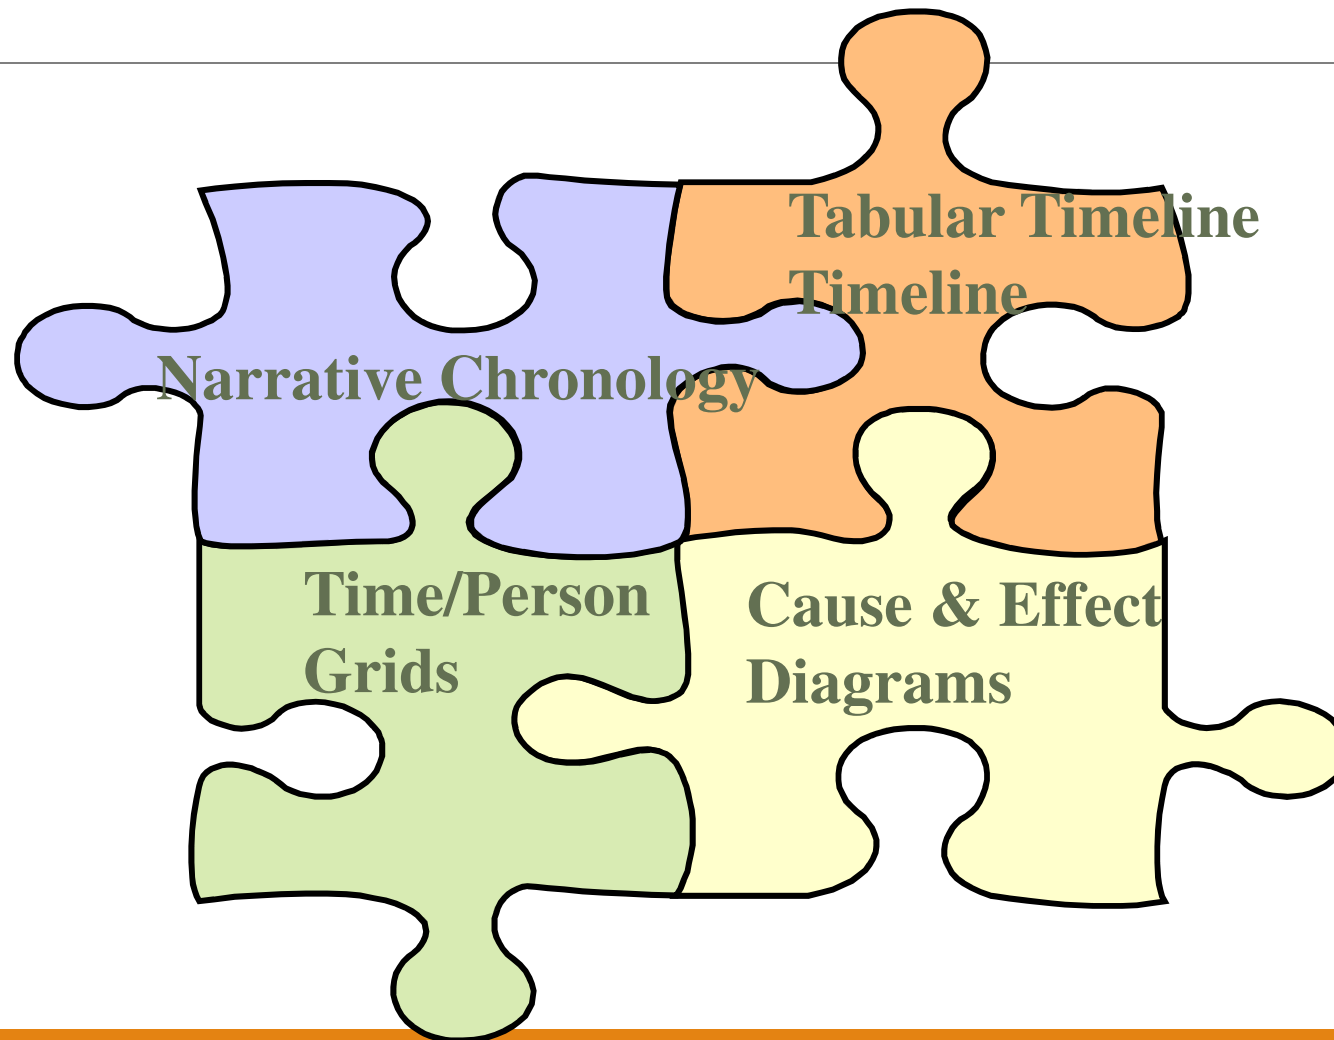 Tabular Timeline
Timeline
Narrative Chronology
Time/Person
Grids
Cause & Effect
Diagrams